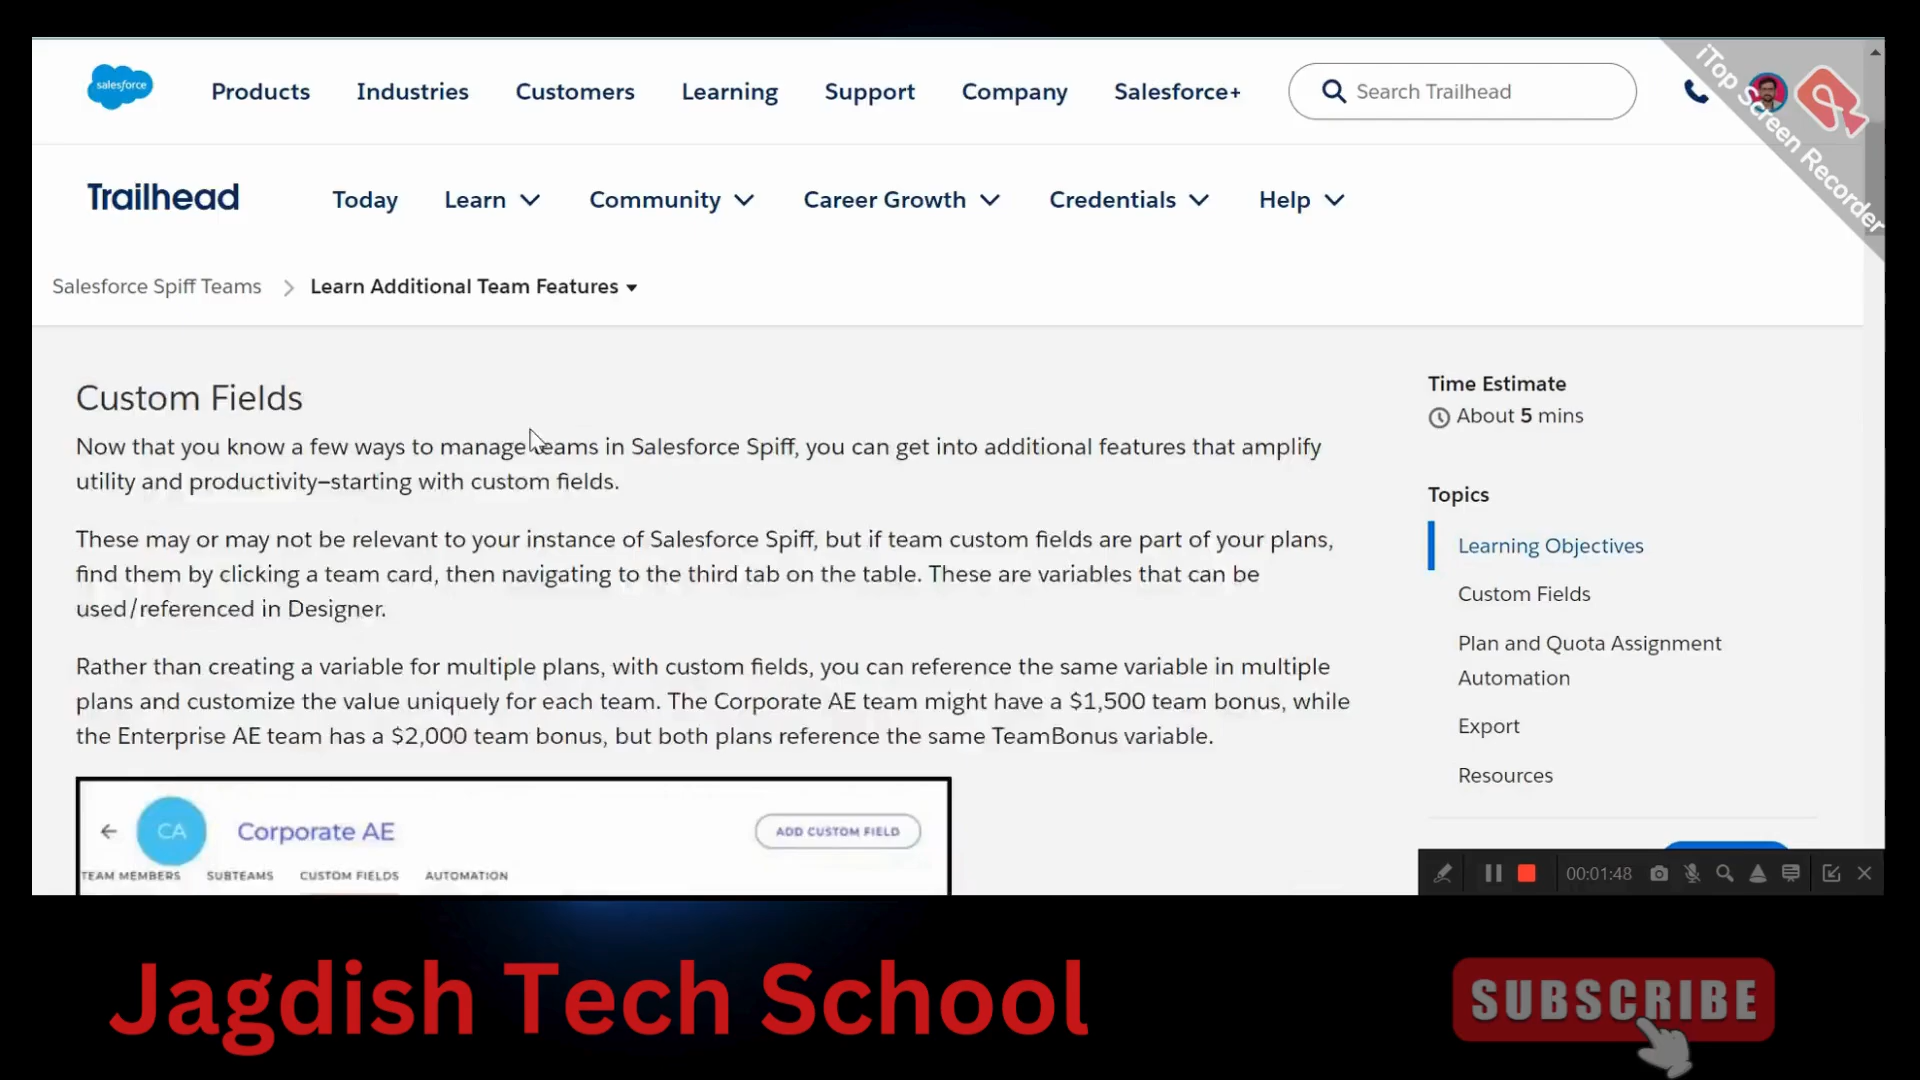 salesforce
Products Industries Customers Learning Support Company Salesforce+ Search Trailhead
iTop Screen Recorder
Trailhead Today Learn Community Career Growth Credentials Help
Salesforce Spiff Teams > Learn Additional Team Features
Custom Fields
Now that you know a few ways to manage teams in Salesforce Spiff, you can get into additional features that amplify
utility and productivity—starting with custom fields.
These may or may not be relevant to your instance of Salesforce Spiff, but if team custom fields are part of your plans,
find them by clicking a team card, then navigating to the third tab on the table. These are variables that can be
used/referenced in Designer.
Rather than creating a variable for multiple plans, with custom fields, you can reference the same variable in multiple
plans and customize the value uniquely for each team. The Corporate AE team might have a $1,500 team bonus, while
the Enterprise AE team has a $2,000 team bonus, but both plans reference the same TeamBonus variable.
CA Corporate AE ADD CUSTOM FIELD
TEAM MEMBERS SUBTEAMS CUSTOM FIELDS AUTOMATION
Time Estimate
About 5 mins
Topics
Learning Objectives
Custom Fields
Plan and Quota Assignment
Automation
Export
Resources
00:01:48
Jagdish Tech School
SUBSCRIBE